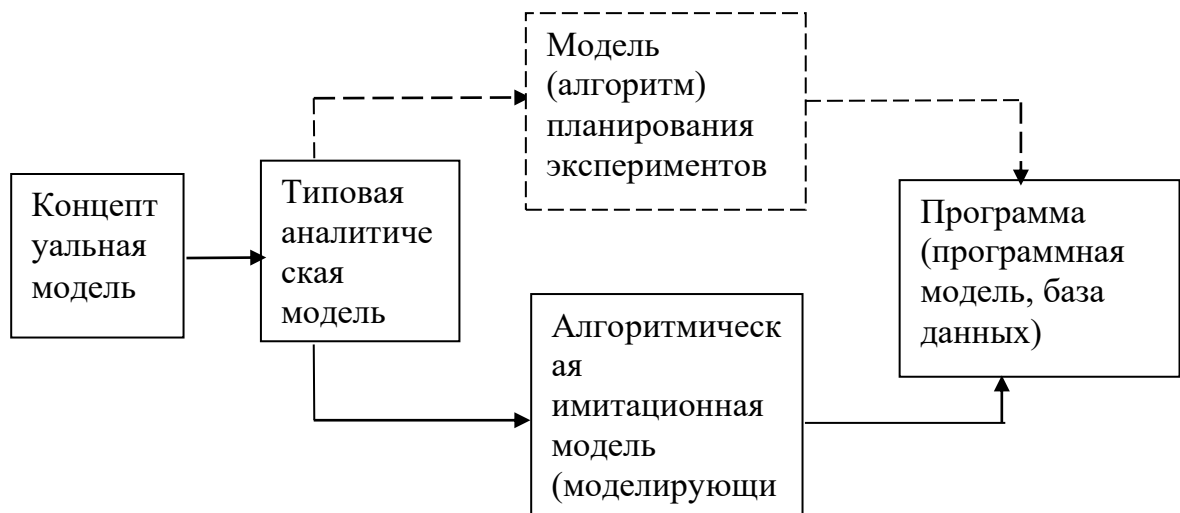 Концепт
уальная
модель
Типовая
аналитиче
ская
модель
Модель
(алгоритм)
планирования
экспериментов
Алгоритмическ
ая
имитационная
модель
(моделирующи
Программа
(программная
модель, база
данных)